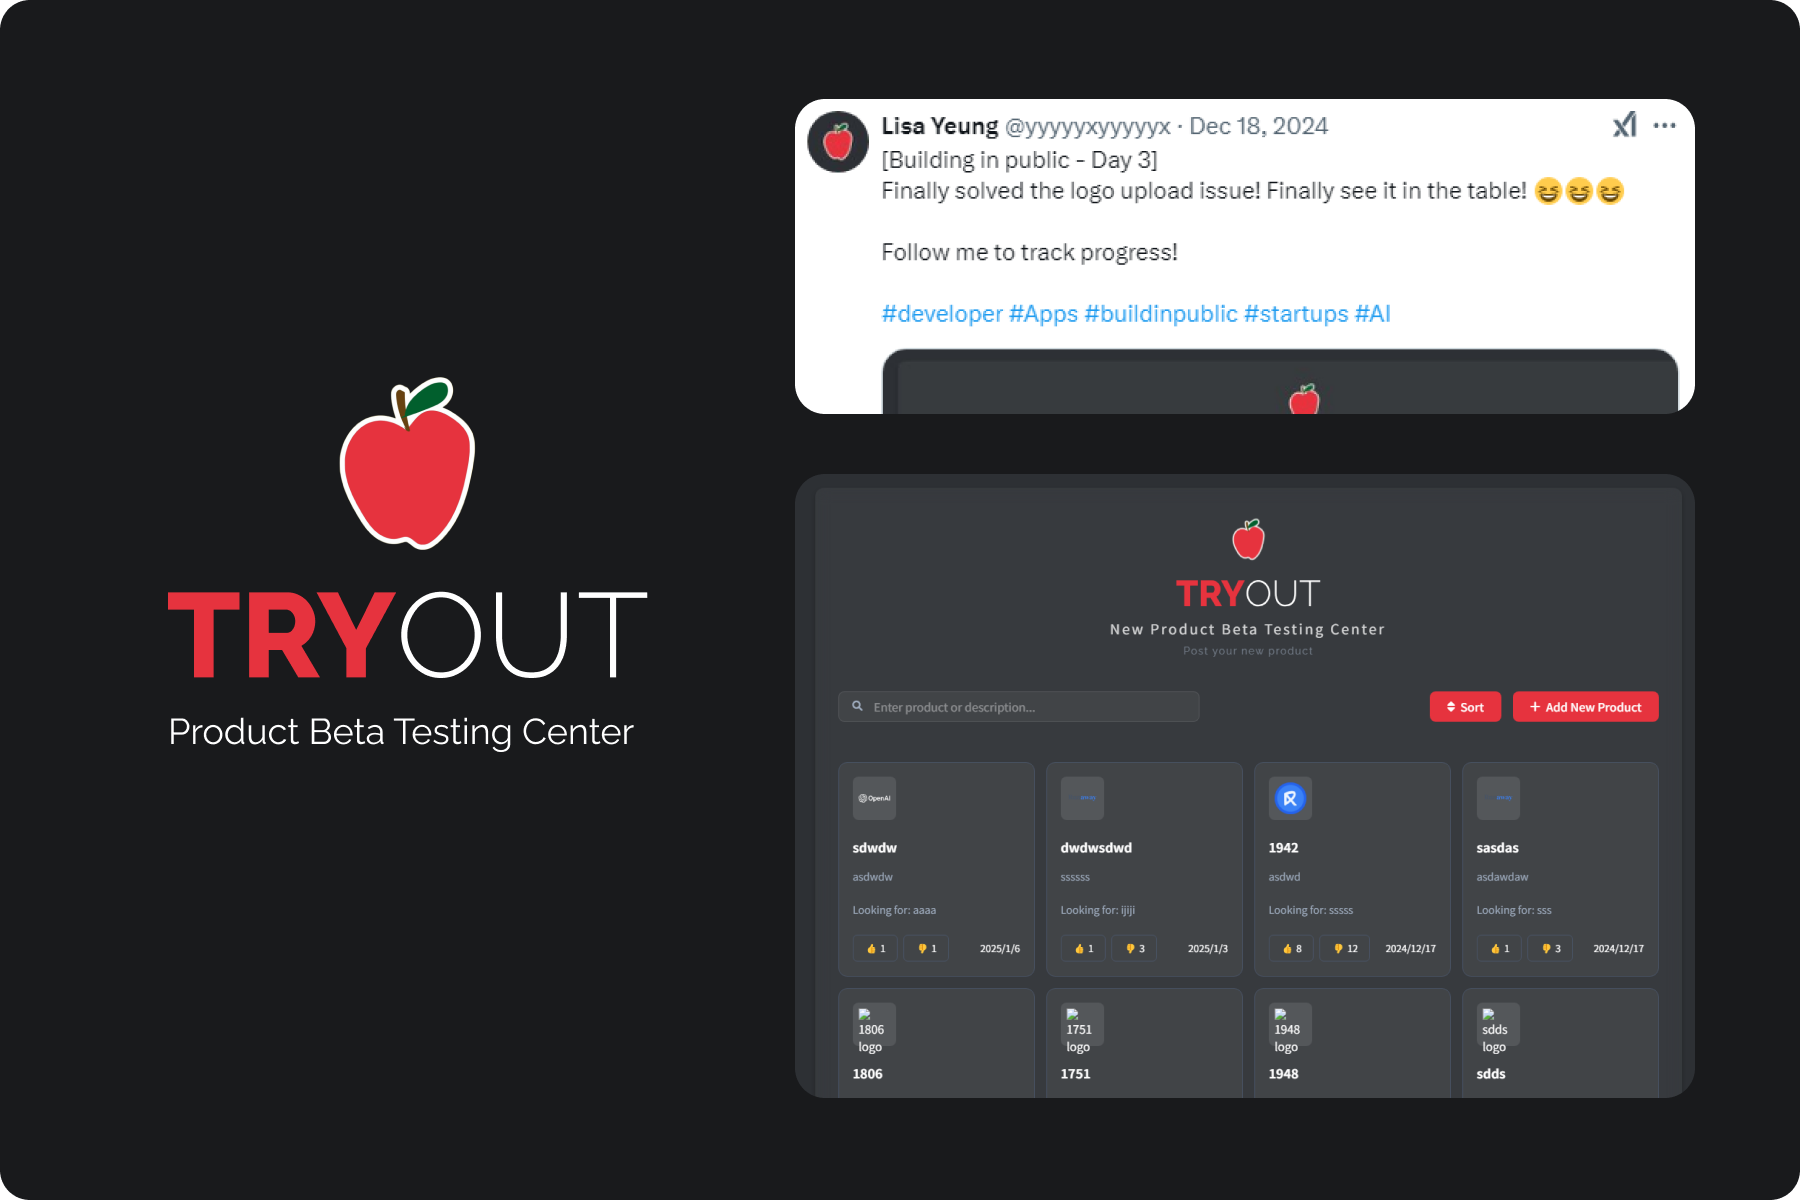 TRYOUT
Product Beta Testing Center
Lisa Yeung @yyyyyxyyyyyx · Dec 18, 2024
[Building in public - Day 3]
Finally solved the logo upload issue! Finally see it in the table! 😆😆😆
Follow me to track progress!
#developer #Apps #buildinpublic #startups #AI
TRYOUT
New Product Beta Testing Center
Post your new product
Enter product or description...
Sort
+ Add New Product
OpenAI
sdwdw
asdwdw
Looking for: aaaa
👍 1 👎 1 2025/1/6
dwdwsdwd
ssssss
Looking for: ijiji
👍 1 👎 3 2025/1/3
1942
asdwd
Looking for: sssss
👍 8 👎 12 2024/12/17
sasdas
asdawdaw
Looking for: sss
👍 1 👎 3 2024/12/17
1806
logo
1806
1751
logo
1751
1948
logo
1948
sdds
logo
sdds